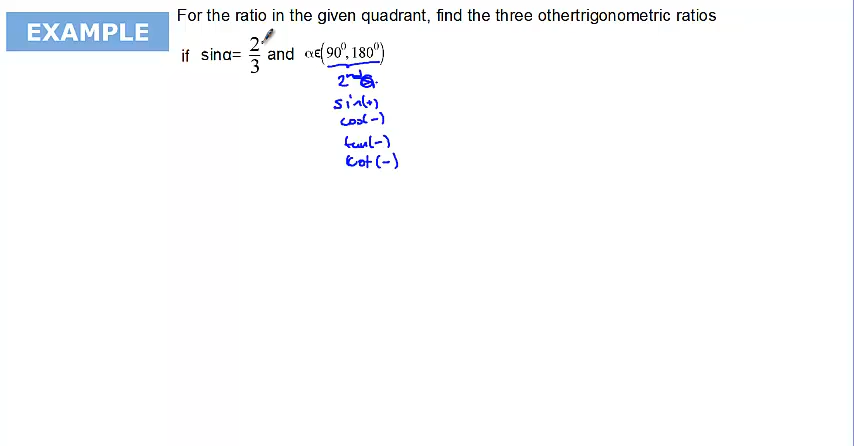 EXAMPLE
For the ratio in the given quadrant, find the three othertrigonometric ratios
if sinα= 2/3 and αϵ(90⁰,180⁰)
2nd Q.
sin(+)
cos(-)
tan(-)
cot(-)